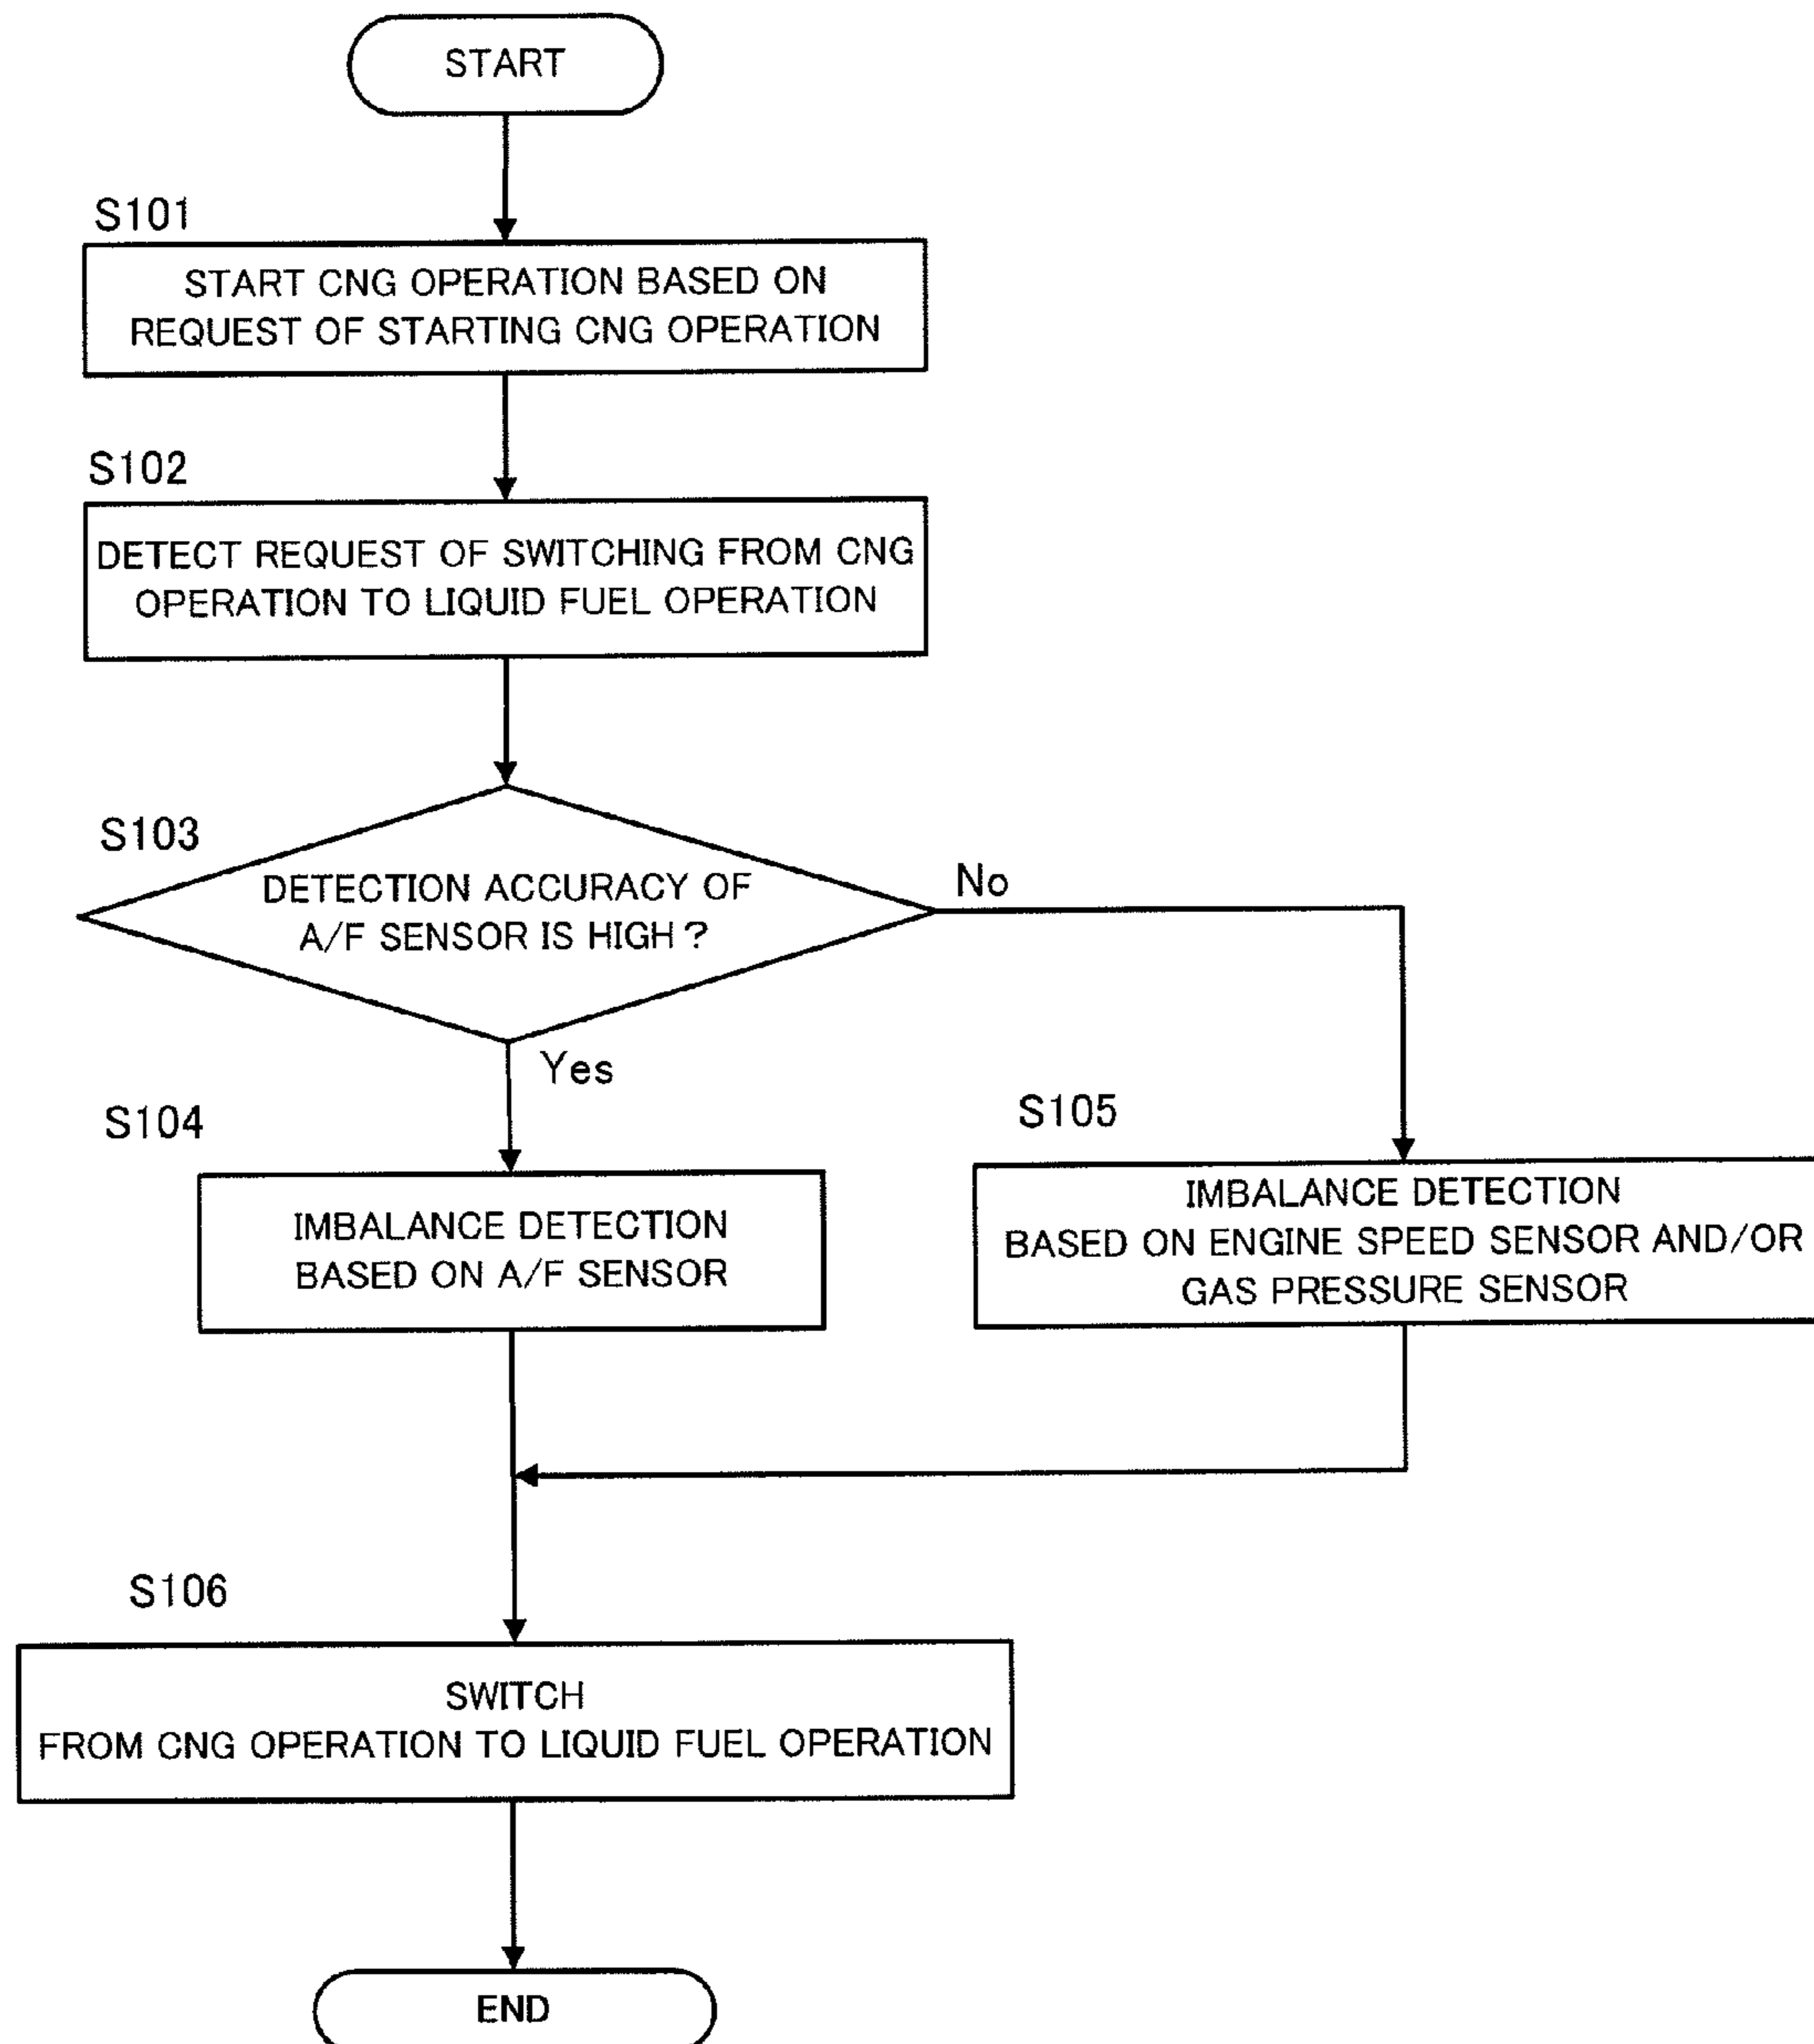 START
S101
START CNG OPERATION BASED ON
REQUEST OF STARTING CNG OPERATION
S102
DETECT REQUEST OF SWITCHING FROM CNG
OPERATION TO LIQUID FUEL OPERATION
S103
DETECTION ACCURACY OF
A/F SENSOR IS HIGH ?
No
Yes
S104
IMBALANCE DETECTION
BASED ON A/F SENSOR
S105
IMBALANCE DETECTION
BASED ON ENGINE SPEED SENSOR AND/OR
GAS PRESSURE SENSOR
S106
SWITCH
FROM CNG OPERATION TO LIQUID FUEL OPERATION
END